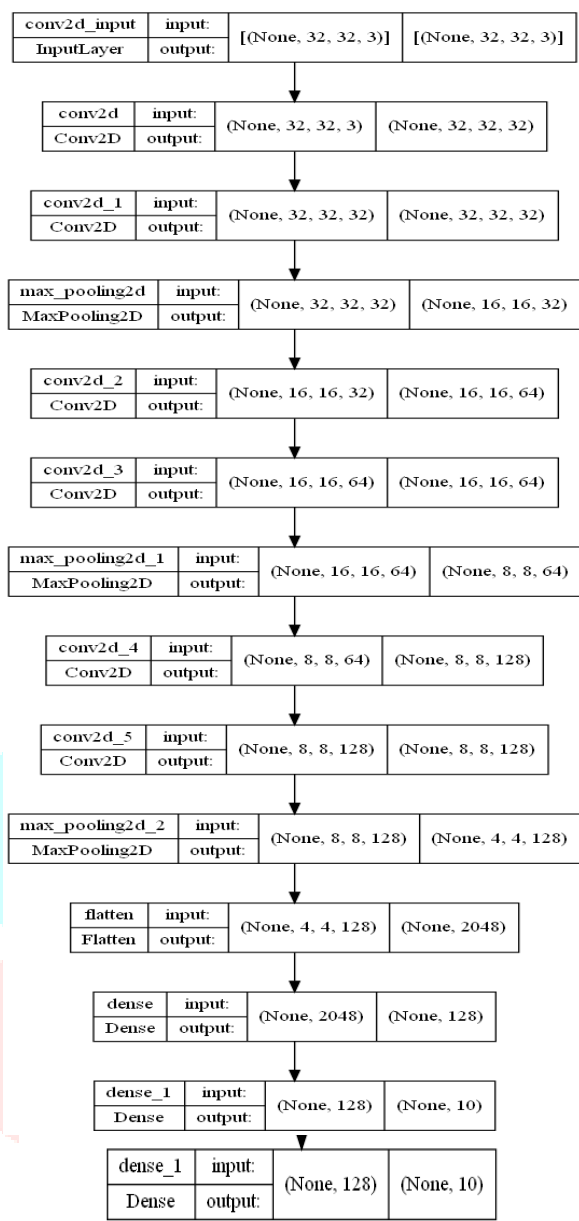 conv2d_input input: [(None, 32, 32, 3)] [(None, 32, 32, 3)]
InputLayer output:
conv2d input: (None, 32, 32, 3) (None, 32, 32, 32)
Conv2D output:
conv2d_1 input: (None, 32, 32, 32) (None, 32, 32, 32)
Conv2D output:
max_pooling2d input: (None, 32, 32, 32) (None, 16, 16, 32)
MaxPooling2D output:
conv2d_2 input: (None, 16, 16, 32) (None, 16, 16, 64)
Conv2D output:
conv2d_3 input: (None, 16, 16, 64) (None, 16, 16, 64)
Conv2D output:
max_pooling2d_1 input: (None, 16, 16, 64) (None, 8, 8, 64)
MaxPooling2D output:
conv2d_4 input: (None, 8, 8, 64) (None, 8, 8, 128)
Conv2D output:
conv2d_5 input: (None, 8, 8, 128) (None, 8, 8, 128)
Conv2D output:
max_pooling2d_2 input: (None, 8, 8, 128) (None, 4, 4, 128)
MaxPooling2D output:
flatten input: (None, 4, 4, 128) (None, 2048)
Flatten output:
dense input: (None, 2048) (None, 128)
Dense output:
dense_1 input: (None, 128) (None, 10)
Dense output:
dense_1 input: (None, 128) (None, 10)
Dense output: